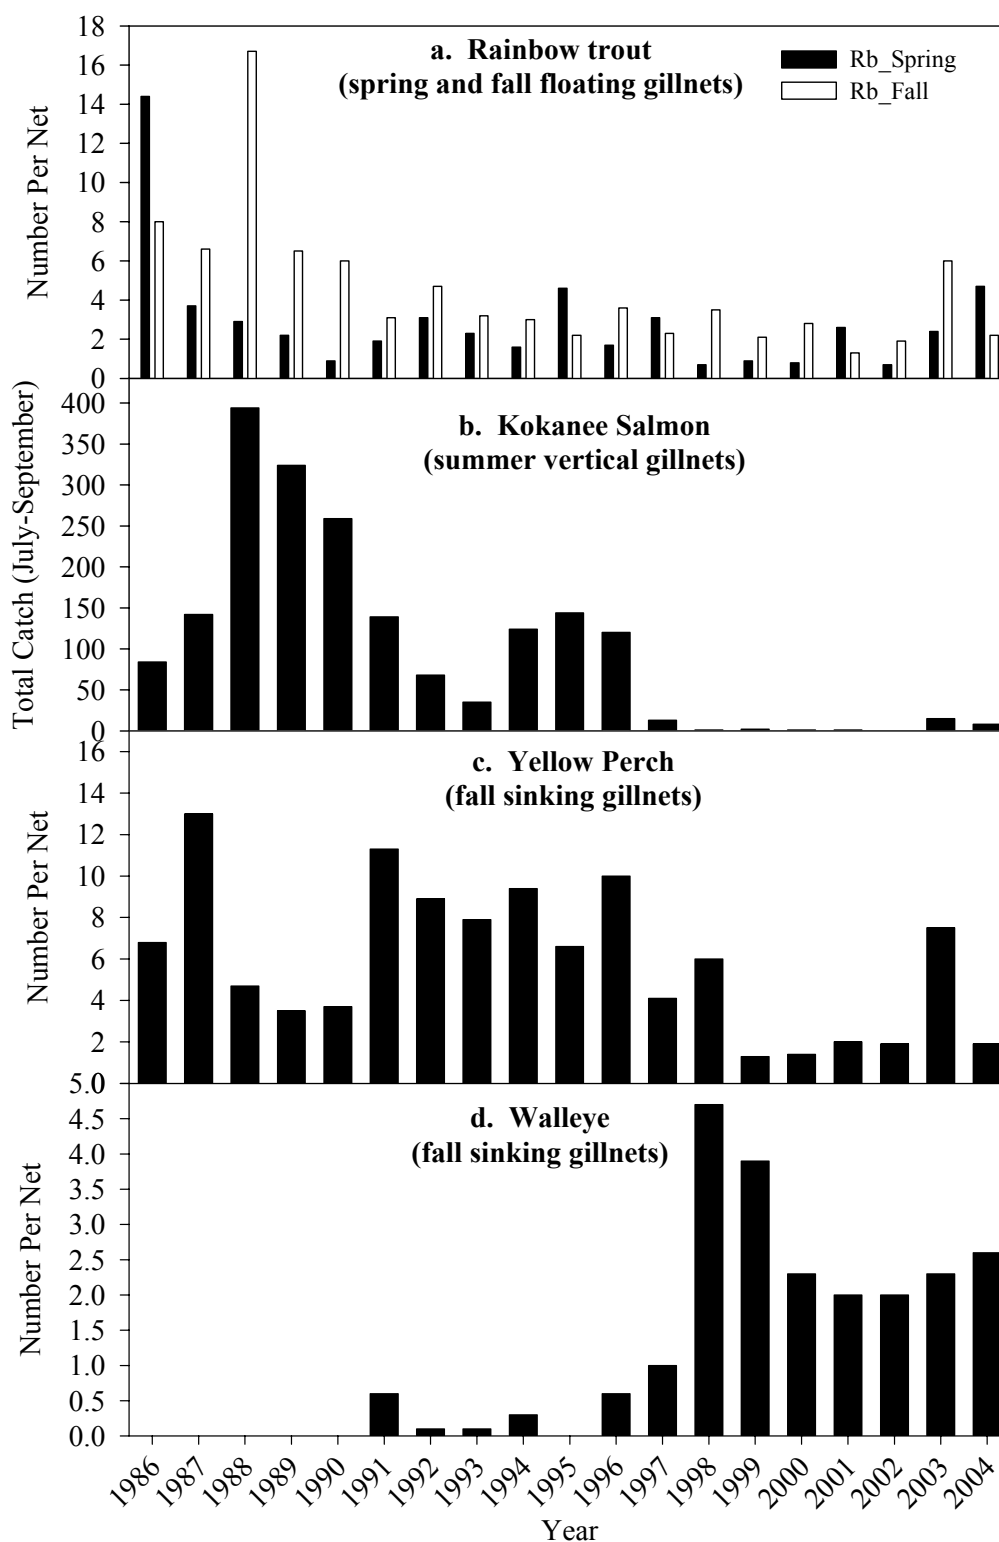 a. Rainbow trout
(spring and fall floating gillnets)
Rb_Spring
Rb_Fall
Number Per Net
18
16
14
12
10
8
6
4
2
0
b. Kokanee Salmon
(summer vertical gillnets)
Total Catch (July-September)
400
350
300
250
200
150
100
50
0
c. Yellow Perch
(fall sinking gillnets)
Number Per Net
16
14
12
10
8
6
4
2
0
d. Walleye
(fall sinking gillnets)
Number Per Net
5.0
4.5
4.0
3.5
3.0
2.5
2.0
1.5
1.0
0.5
0.0
1986 1987 1988 1989 1990 1991 1992 1993 1994 1995 1996 1997 1998 1999 2000 2001 2002 2003 2004
Year